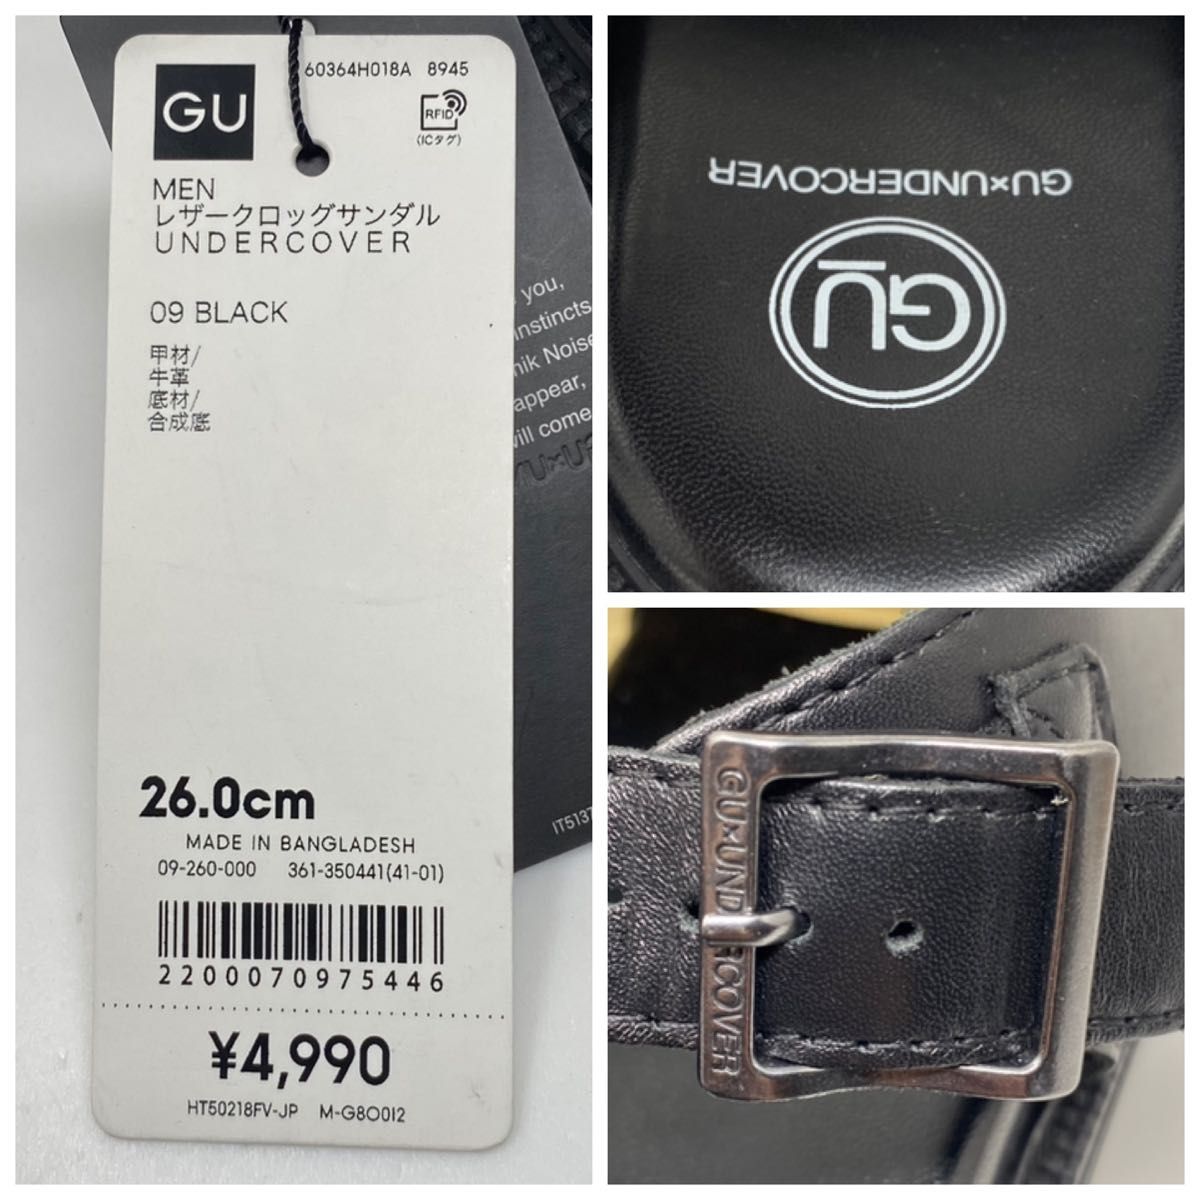 GU
60364H018A 8945
RFID
(ICタグ)
MEN
レザークロッグサンダル
UNDERCOVER
09 BLACK
甲材/
牛革
底材/
合成底
26.0cm
MADE IN BANGLADESH
09-260-000 361-350441(41-01)
2200070975446
¥4,990
HT50218FV-JP M-G8O0I2
you,
instincts
Noise
appear,
will come
IT5137
GU×UNDERCOVER
GU
GU×UNDERCOVER